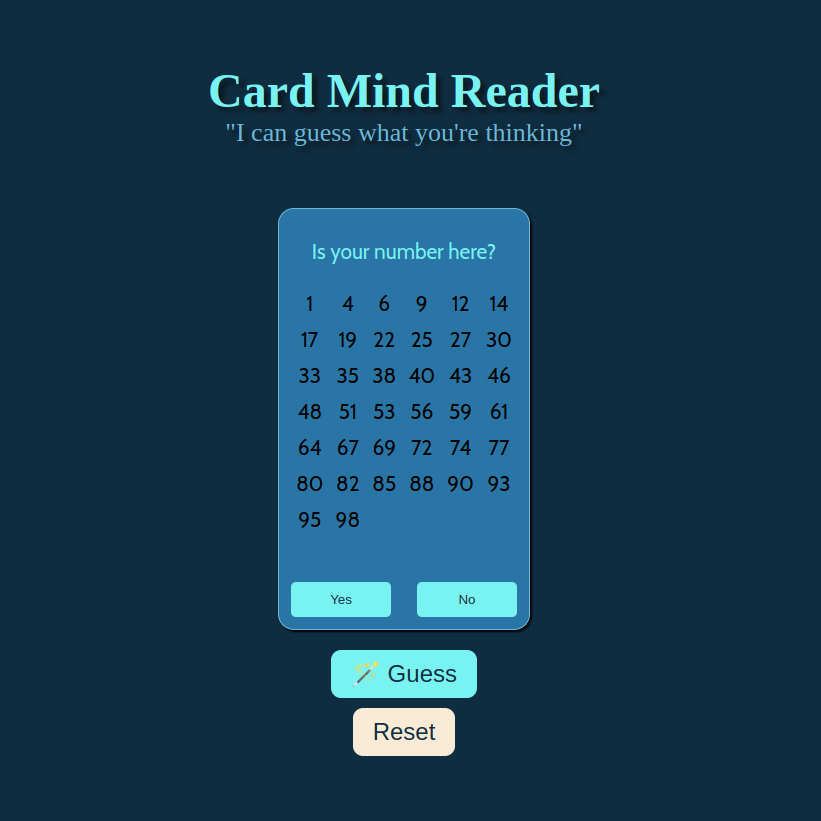 Card Mind Reader
"I can guess what you're thinking"
Is your number here?
1 4 6 9 12 14
17 19 22 25 27 30
33 35 38 40 43 46
48 51 53 56 59 61
64 67 69 72 74 77
80 82 85 88 90 93
95 98
Yes No
🪄 Guess
Reset